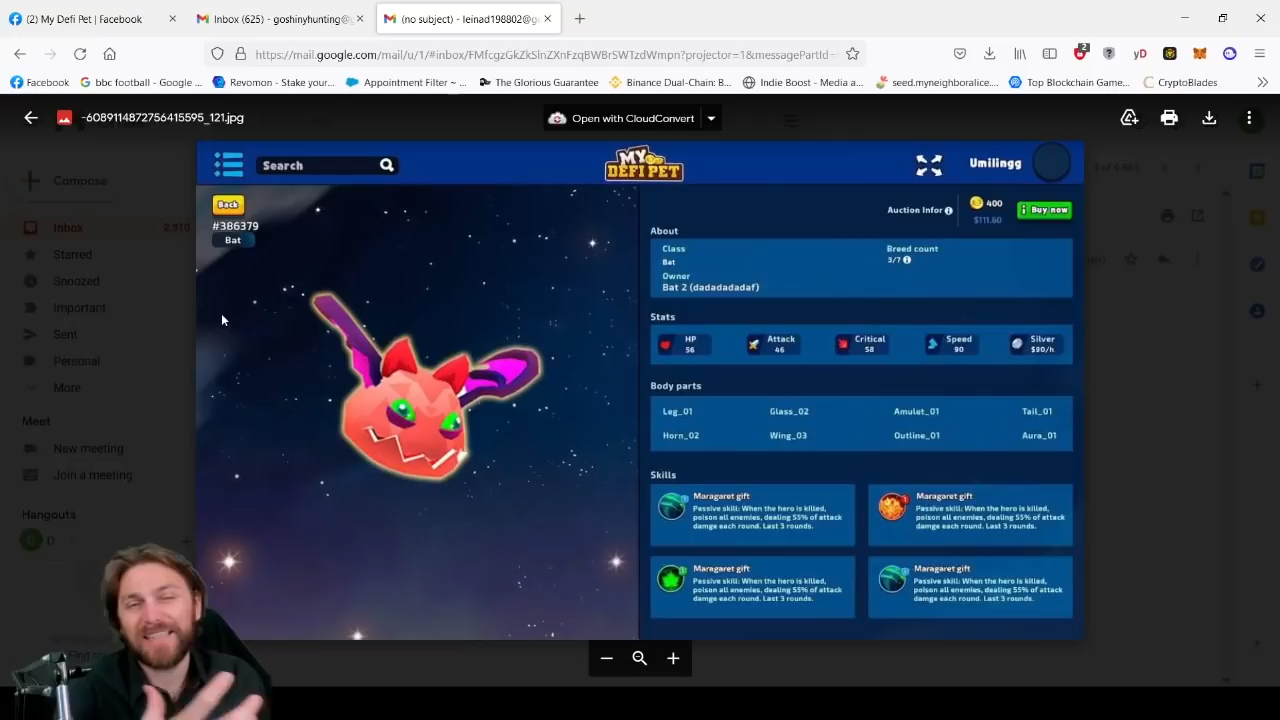 (2) My Defi Pet | Facebook
Inbox (625) - goshinyhunting@g
(no subject) - leinad198802@g
https://mail.google.com/mail/u/1/#inbox/FMfcgzGkZkSlnZXnFzqBWBrSWTzdWmpn?projector=1&messagePartId=
Facebook
bbc football - Google ...
Revomon - Stake your...
Appointment Filter - ...
The Glorious Guarantee
Binance Dual-Chain: B...
Indie Boost - Media a...
seed.myneighboralice...
Top Blockchain Game...
CryptoBlades
-6089114872756415595_121.jpg
Open with CloudConvert
Search
MY DEFI PET
Umilingg
Compose
Inbox 2,910
Starred
Snoozed
Important
Sent
Personal
More
Meet
New meeting
Join a meeting
Hangouts
Back
#386379
Bat
Auction Infor
400
$111.60
Buy now
About
Class
Bat
Breed count
3/7
Owner
Bat 2 (dadadadadaf)
Stats
HP
56
Attack
46
Critical
58
Speed
90
Silver
$90/h
Body parts
Leg_01
Glass_02
Amulet_01
Tail_01
Horn_02
Wing_03
Outline_01
Aura_01
Skills
Maragaret gift
Passive skill: When the hero is killed,
poison all enemies, dealing 55% of attack
damge each round. Last 3 rounds.
Maragaret gift
Passive skill: When the hero is killed,
poison all enemies, dealing 55% of attack
damge each round. Last 3 rounds.
Maragaret gift
Passive skill: When the hero is killed,
poison all enemies, dealing 55% of attack
damge each round. Last 3 rounds.
Maragaret gift
Passive skill: When the hero is killed,
poison all enemies, dealing 55% of attack
damge each round. Last 3 rounds.